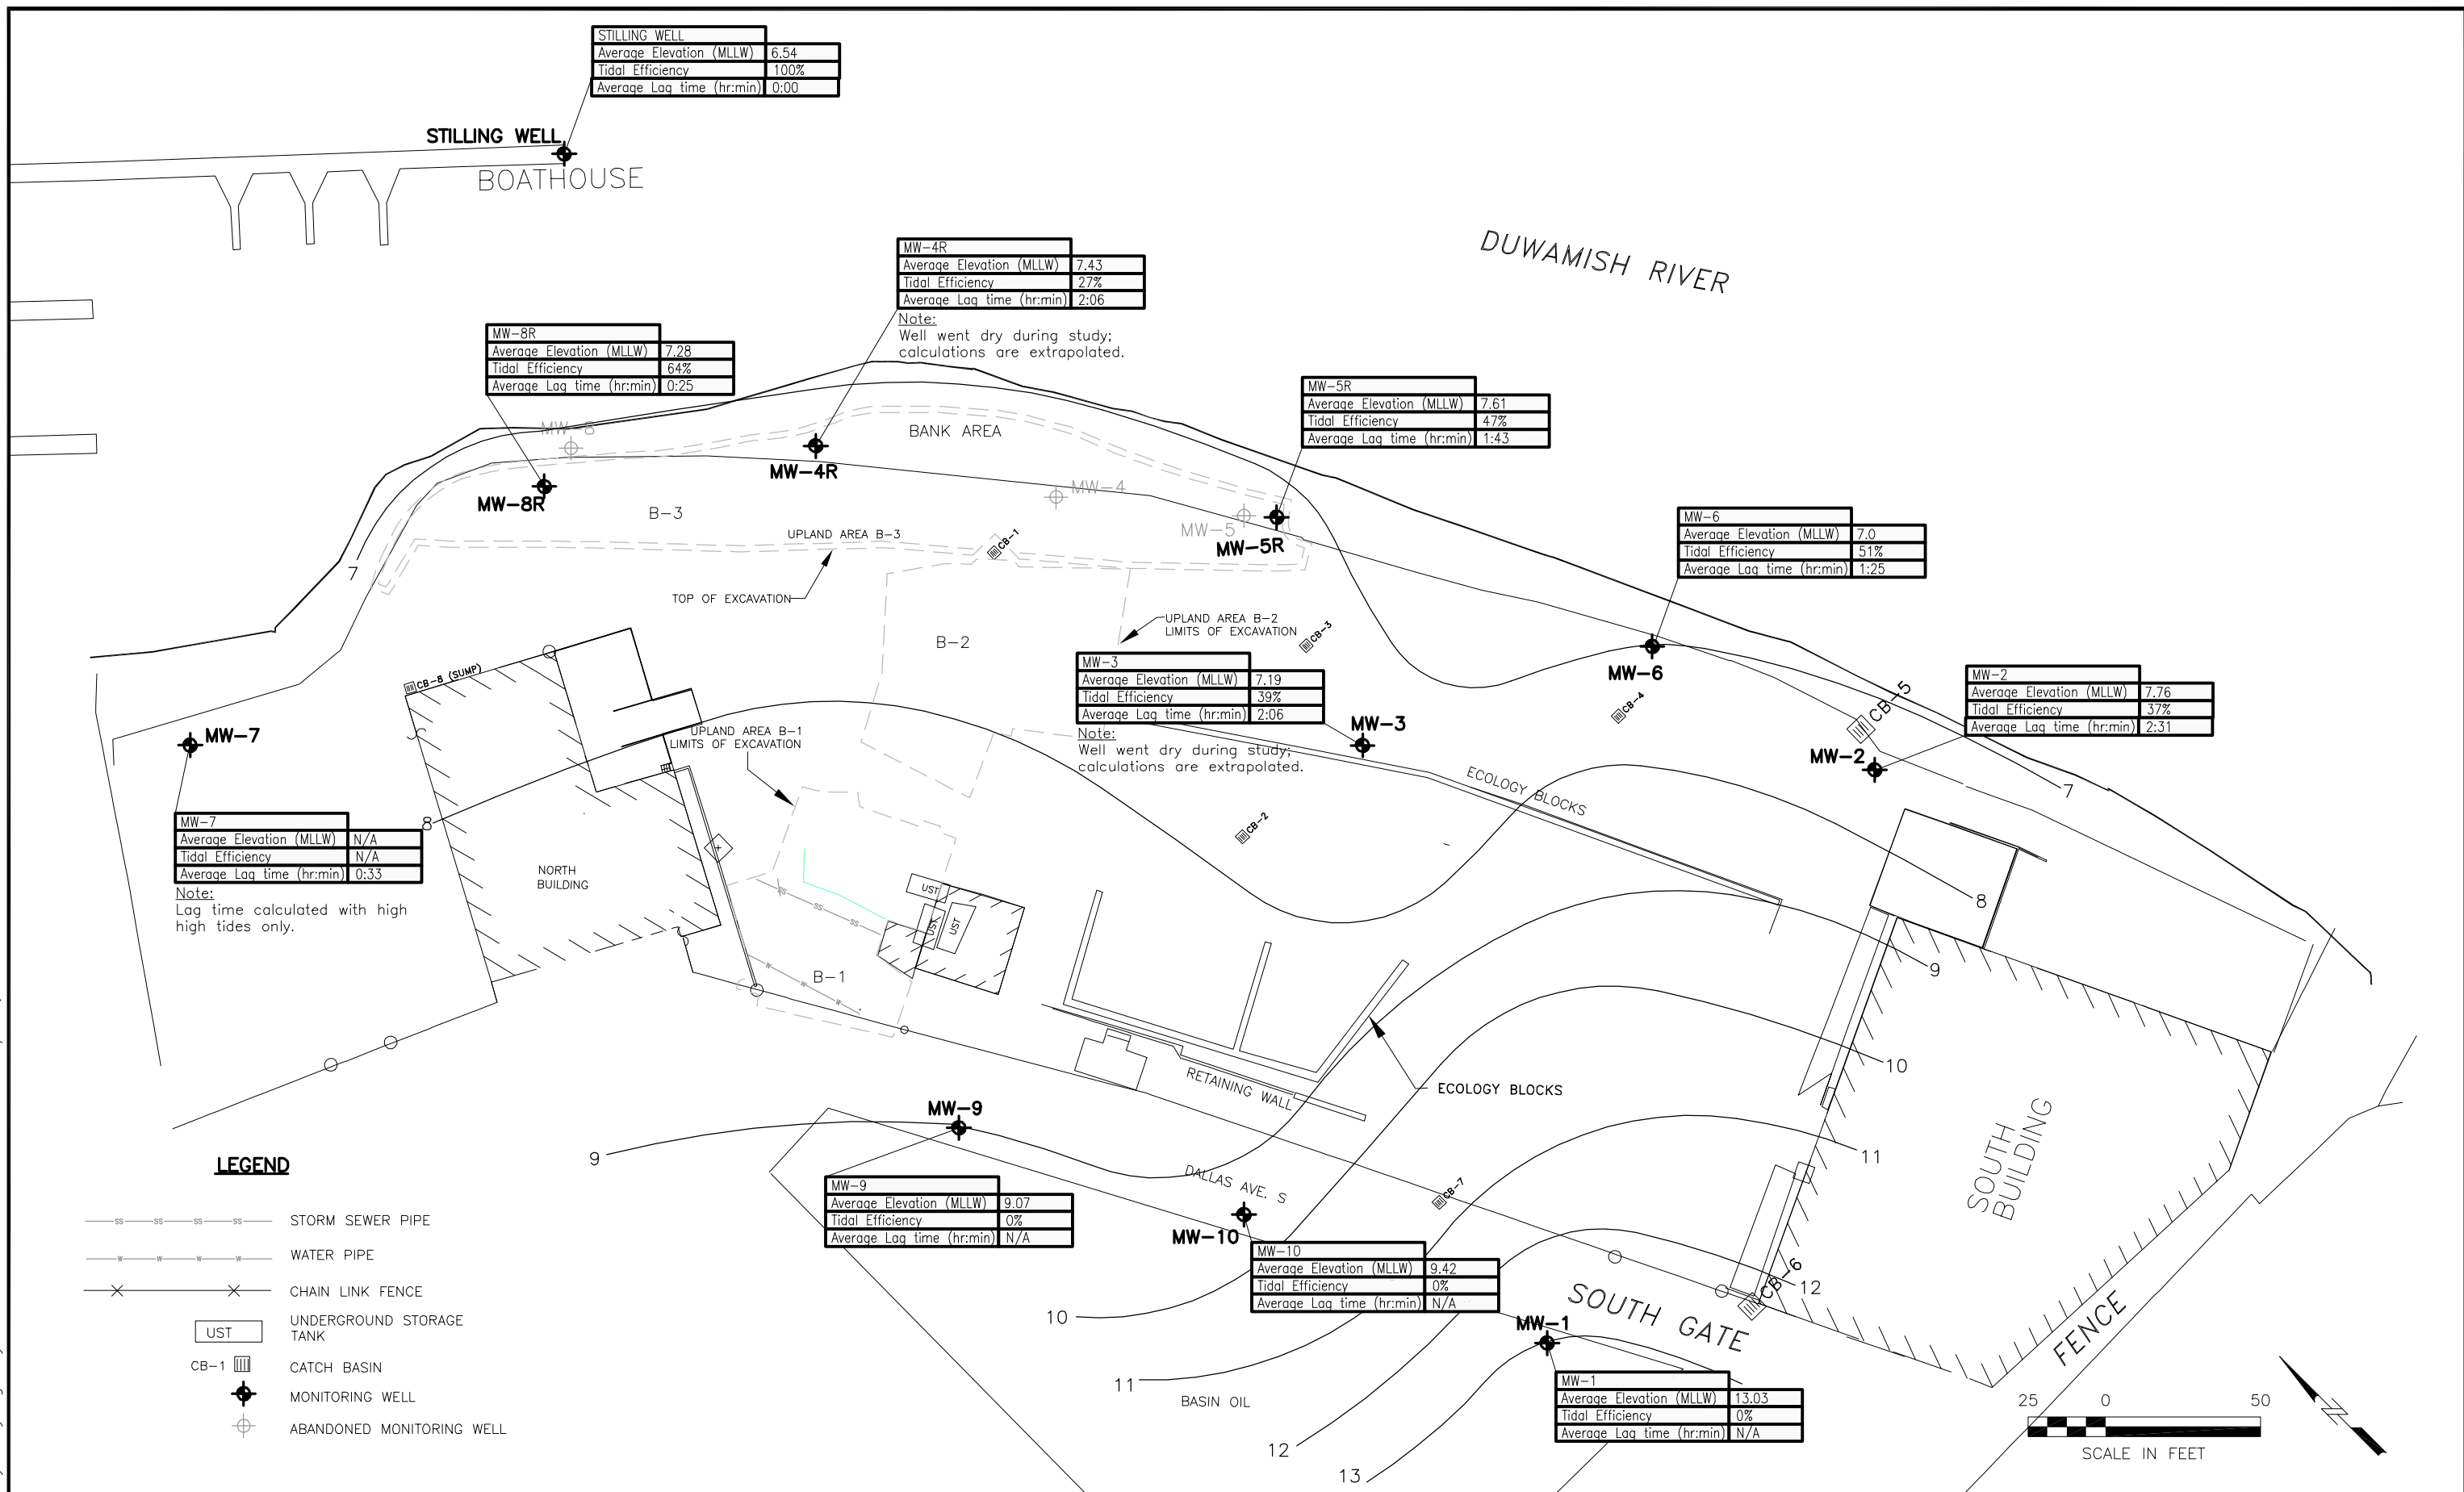 STILLING WELL
Average Elevation (MLLW) 6.54
Tidal Efficiency 100%
Average Lag time (hr:min) 0:00
STILLING WELL
BOATHOUSE
DUWAMISH RIVER
MW-4R
Average Elevation (MLLW) 7.43
Tidal Efficiency 27%
Average Lag time (hr:min) 2:06
Note:
Well went dry during study;
calculations are extrapolated.
MW-8R
Average Elevation (MLLW) 7.28
Tidal Efficiency 64%
Average Lag time (hr:min) 0:25
MW-5R
Average Elevation (MLLW) 7.61
Tidal Efficiency 47%
Average Lag time (hr:min) 1:43
MW-8
BANK AREA
MW-4R
MW-8R
MW-4
B-3
MW-5
MW-5R
UPLAND AREA B-3
CB-1
MW-6
Average Elevation (MLLW) 7.0
Tidal Efficiency 51%
Average Lag time (hr:min) 1:25
7
TOP OF EXCAVATION
UPLAND AREA B-2
LIMITS OF EXCAVATION
CB-3
B-2
MW-3
Average Elevation (MLLW) 7.19
Tidal Efficiency 39%
Average Lag time (hr:min) 2:06
Note:
Well went dry during study;
calculations are extrapolated.
MW-6
CB-8 (SUMP)
CB-4
CB-5
MW-2
Average Elevation (MLLW) 7.76
Tidal Efficiency 37%
Average Lag time (hr:min) 2:31
MW-7
MW-3
UPLAND AREA B-1
LIMITS OF EXCAVATION
MW-2
ECOLOGY BLOCKS
7
MW-7
Average Elevation (MLLW) N/A
Tidal Efficiency N/A
Average Lag time (hr:min) 0:33
Note:
Lag time calculated with high
high tides only.
8
CB-2
NORTH
BUILDING
UST
UST
UST
SS
SS
SS
8
9
B-1
W
W
W
10
RETAINING WALL
ECOLOGY BLOCKS
MW-9
9
11
SOUTH
BUILDING
MW-9
Average Elevation (MLLW) 9.07
Tidal Efficiency 0%
Average Lag time (hr:min) N/A
DALLAS AVE. S
CB-7
MW-10
MW-10
Average Elevation (MLLW) 9.42
Tidal Efficiency 0%
Average Lag time (hr:min) N/A
CB-6
12
SOUTH GATE
10
MW-1
FENCE
11
BASIN OIL
MW-1
Average Elevation (MLLW) 13.03
Tidal Efficiency 0%
Average Lag time (hr:min) N/A
12
13
LEGEND
SS SS SS SS STORM SEWER PIPE
W W W W WATER PIPE
CHAIN LINK FENCE
UST UNDERGROUND STORAGE
TANK
CB-1 CATCH BASIN
MONITORING WELL
ABANDONED MONITORING WELL
25 0 50
SCALE IN FEET
N